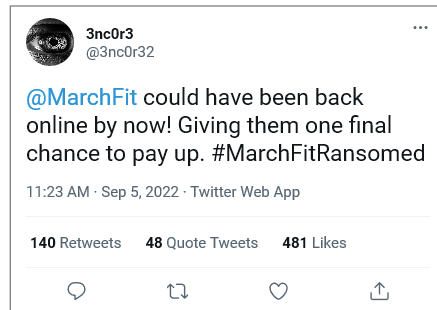 3nc0r3
@3nc0r32
@MarchFit could have been back
online by now! Giving them one final
chance to pay up. #MarchFitRansomed
11:23 AM · Sep 5, 2022 · Twitter Web App
140 Retweets 48 Quote Tweets 481 Likes